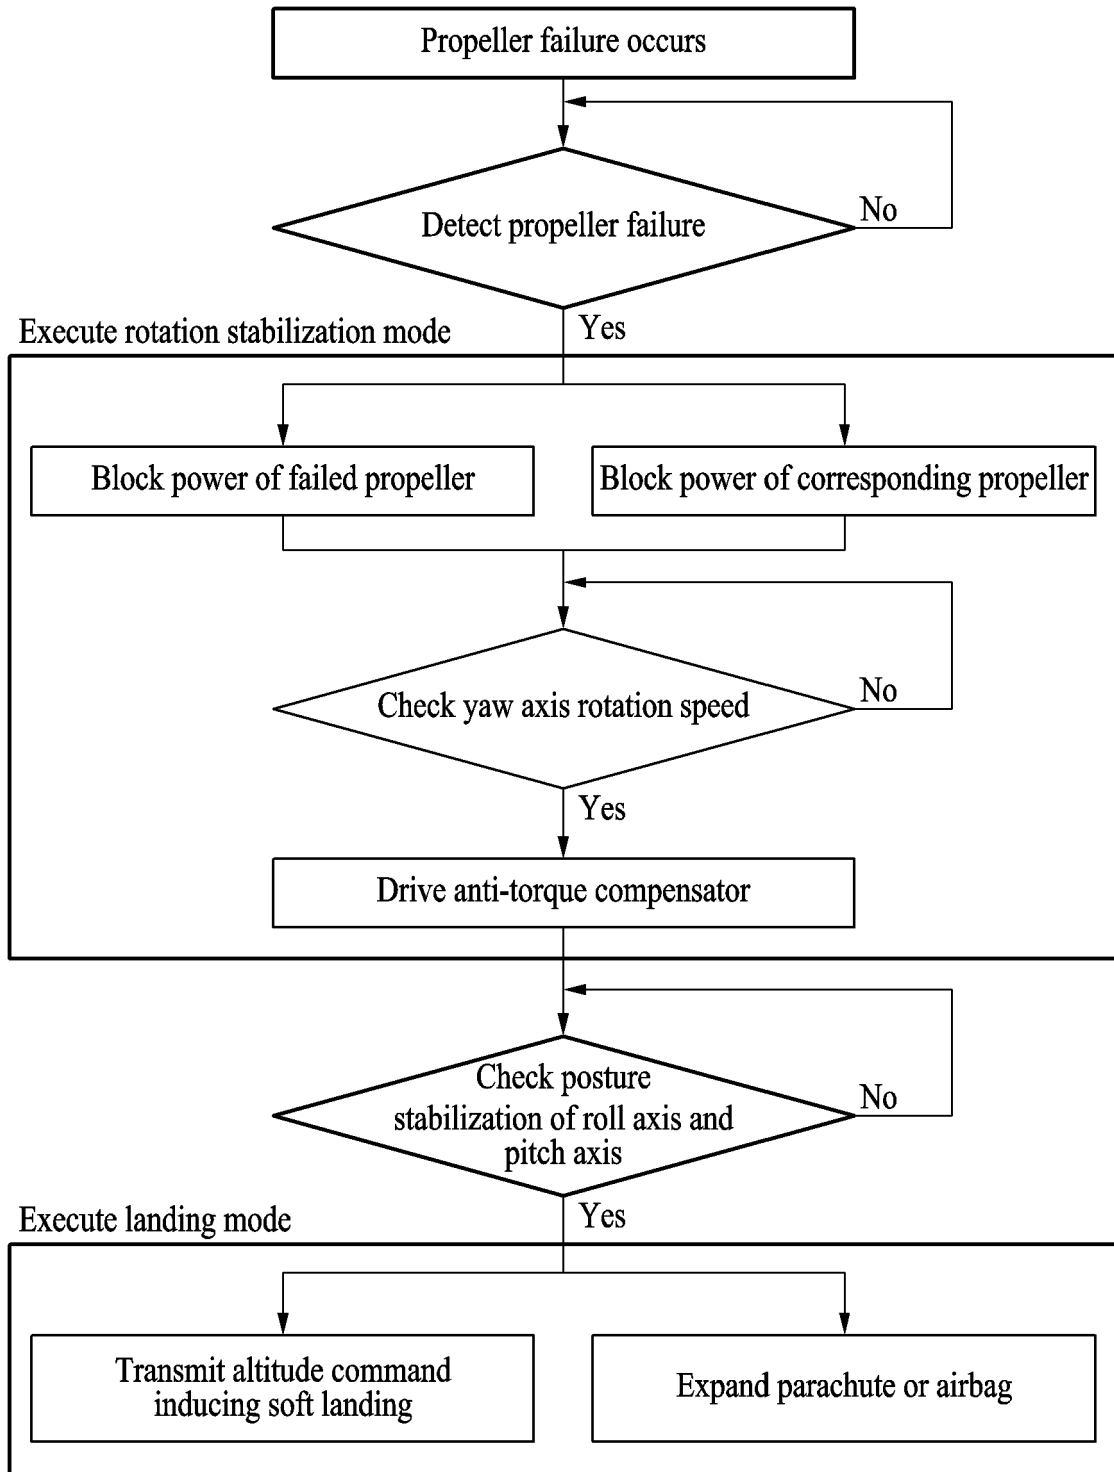 Propeller failure occurs
Detect propeller failure
No
Yes
Execute rotation stabilization mode
Block power of failed propeller
Block power of corresponding propeller
Check yaw axis rotation speed
No
Yes
Drive anti-torque compensator
Check posture
stabilization of roll axis and
pitch axis
No
Yes
Execute landing mode
Transmit altitude command
inducing soft landing
Expand parachute or airbag